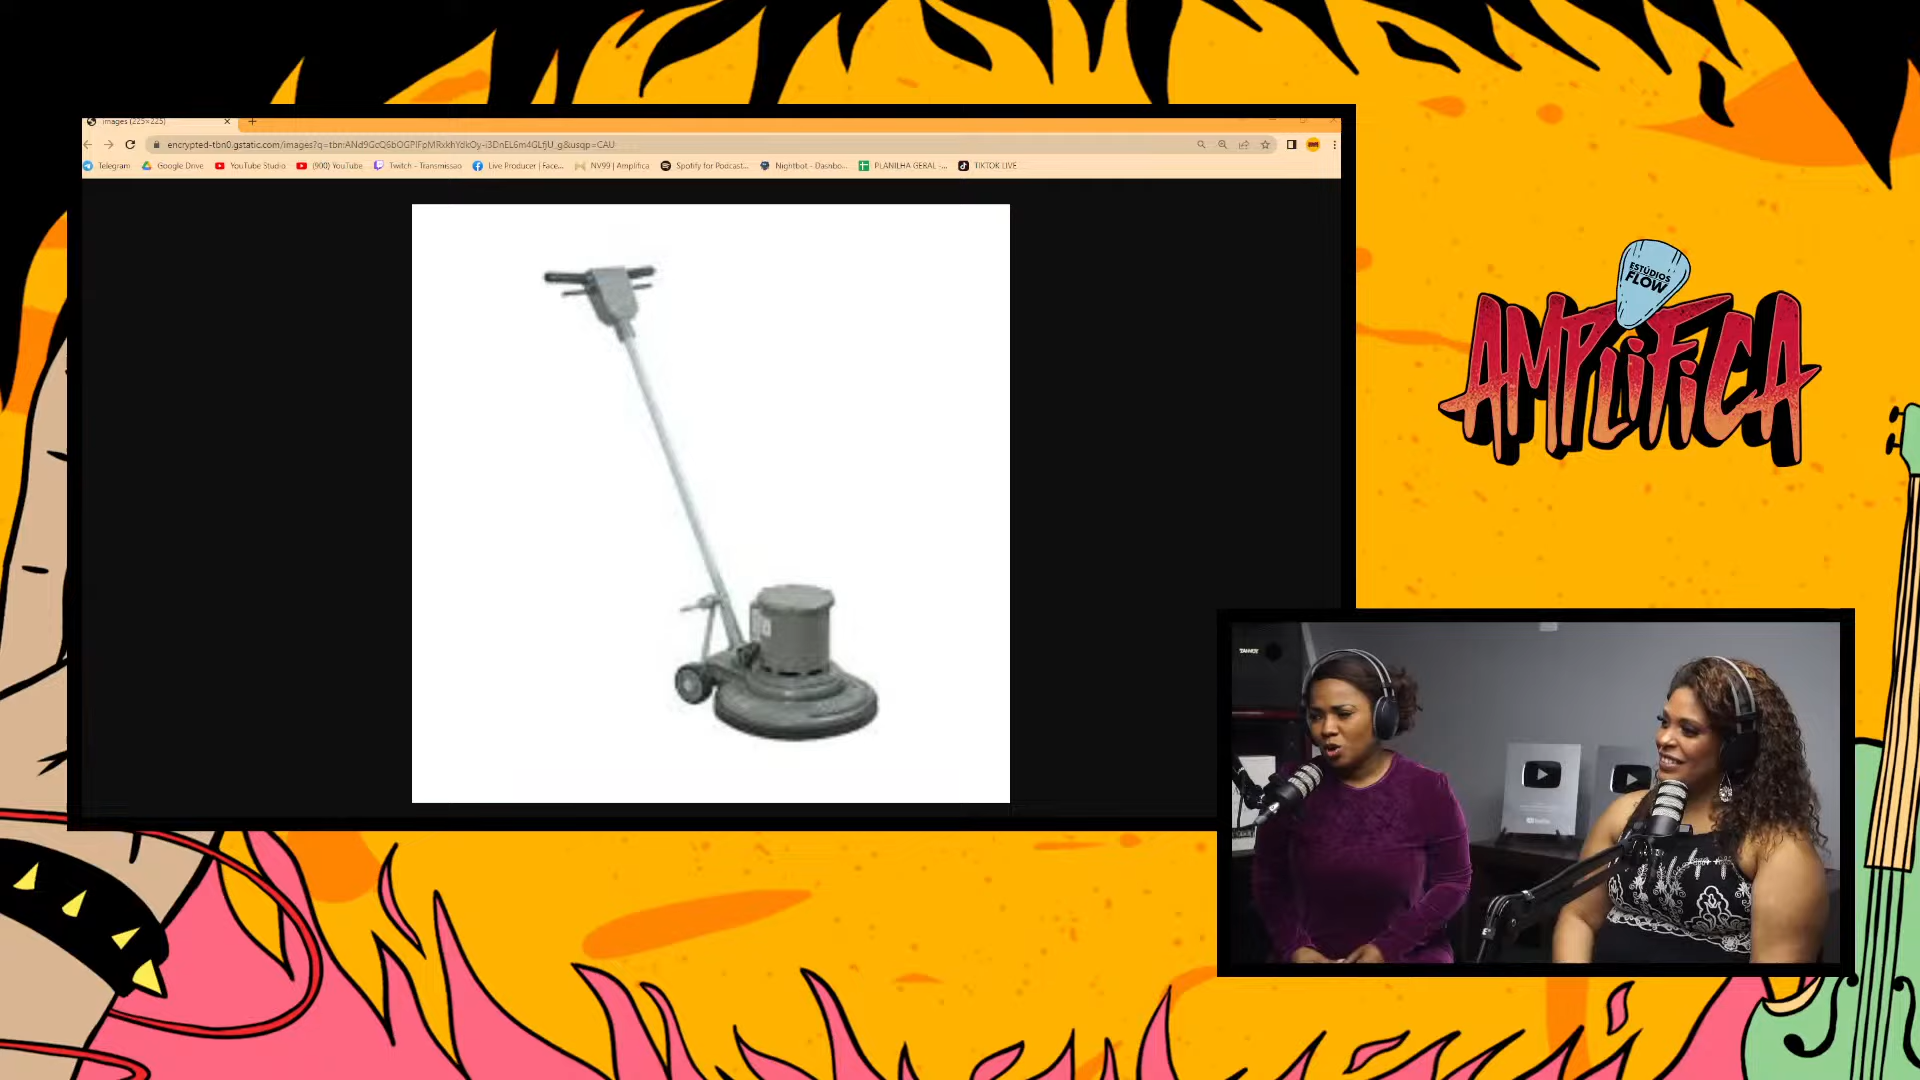 images (225×225)
encrypted-tbn0.gstatic.com/images?q=tbn:ANd9GcQ6bOGPlFpMRxkhYdkOy-i3DnEL6m4GLfjU_g&usqp=CAU
Telegram
Google Drive
YouTube Studio
(900) YouTube
Twitch - Transmissao
Live Producer | Face...
NV99 | Amplifica
Spotify for Podcast...
Nightbot - Dashbo...
PLANILHA GERAL -...
TIKTOK LIVE
ESTÚDIOS
FLOW
AMPLIFICA